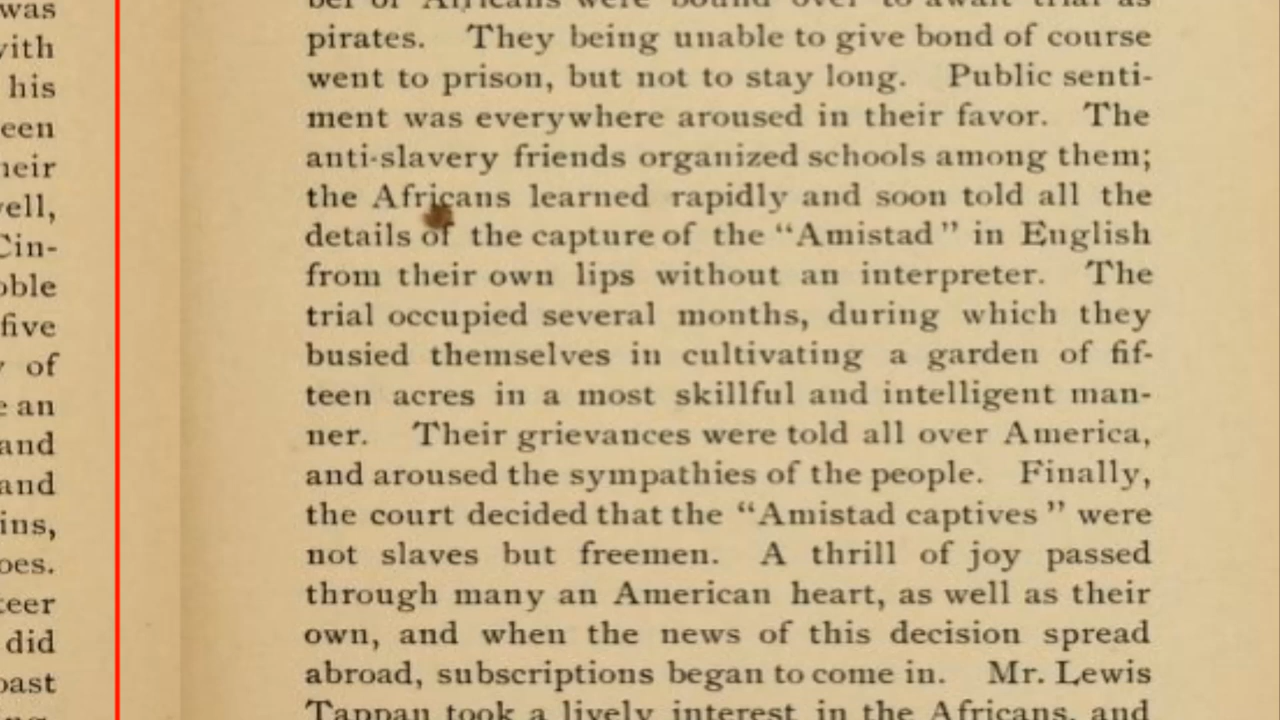 was
with
his
een
heir
vell,
Cin-
oble
five
of
e an
and
and
ins,
oes.
teer
did
oast
ber of Africans were bound over to await trial as
pirates. They being unable to give bond of course
went to prison, but not to stay long. Public senti-
ment was everywhere aroused in their favor. The
anti-slavery friends organized schools among them;
the Africans learned rapidly and soon told all the
details of the capture of the “Amistad” in English
from their own lips without an interpreter. The
trial occupied several months, during which they
busied themselves in cultivating a garden of fif-
teen acres in a most skillful and intelligent man-
ner. Their grievances were told all over America,
and aroused the sympathies of the people. Finally,
the court decided that the “Amistad captives” were
not slaves but freemen. A thrill of joy passed
through many an American heart, as well as their
own, and when the news of this decision spread
abroad, subscriptions began to come in. Mr. Lewis
Tappan took a lively interest in the Africans, and